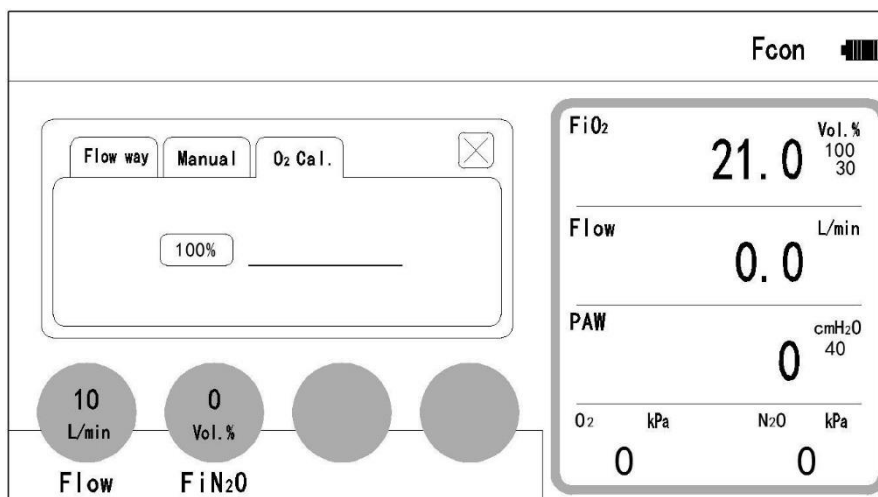 Fcon
Flow way Manual O₂ Cal.
100%
10
L/min
Flow
0
Vol.%
FiN₂O
FiO₂
21.0
Vol.%
100
30
Flow
0.0
L/min
PAW
0
cmH₂O
40
O₂ kPa N₂O kPa
0 0